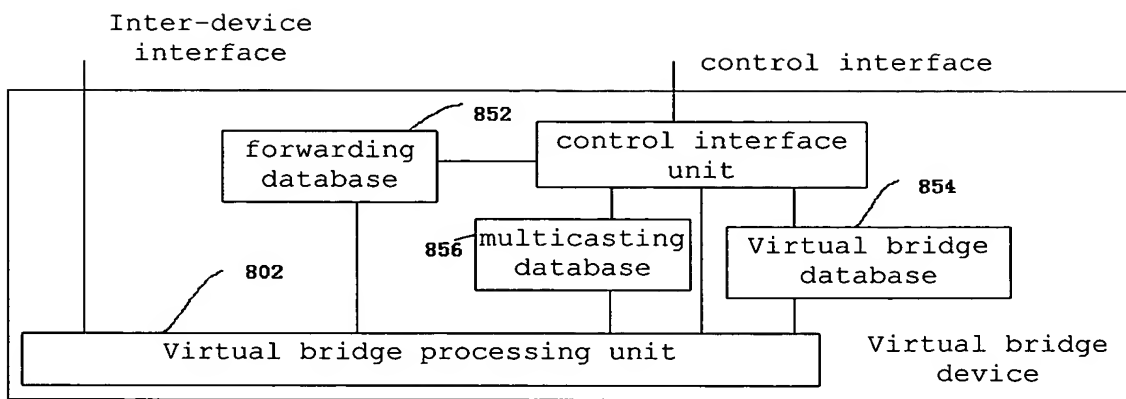 Inter-device
interface
control interface
852
forwarding
database
control interface
unit
854
856
multicasting
database
Virtual bridge
database
802
Virtual bridge processing unit
Virtual bridge
device